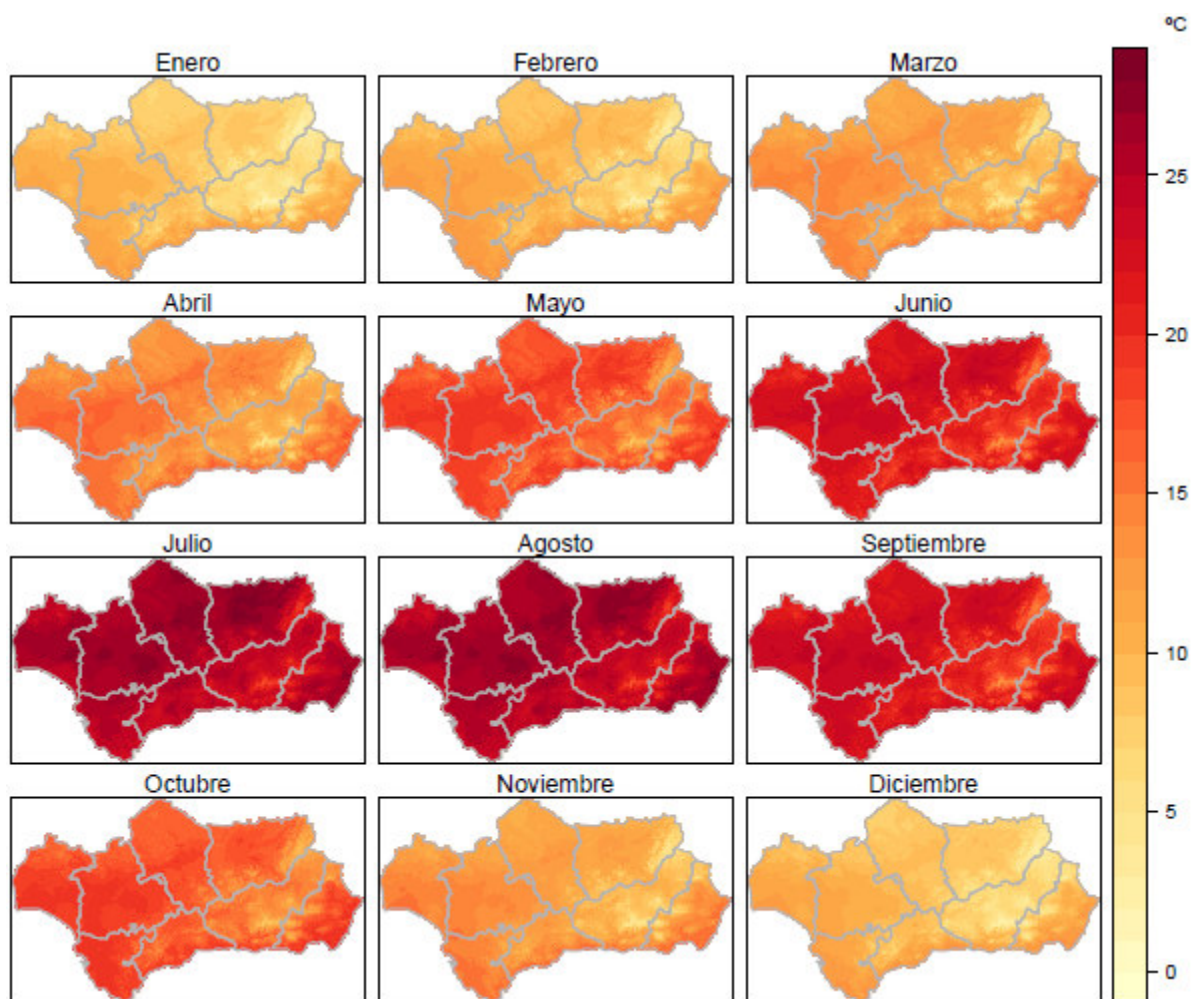 ºC
Enero
Febrero
Marzo
25
Abril
Mayo
Junio
20
15
Julio
Agosto
Septiembre
10
Octubre
Noviembre
Diciembre
5
0